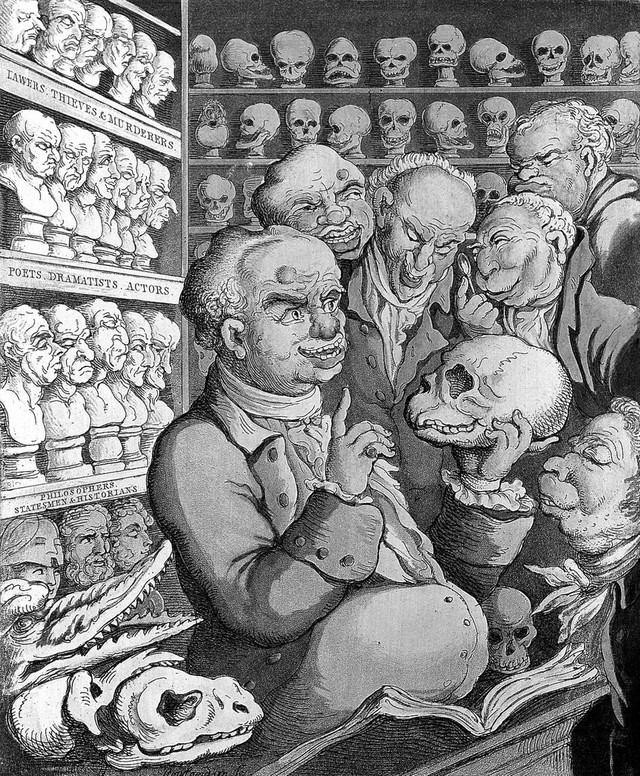 LAWERS, THIEVES & MURDERERS.
POETS. DRAMATISTS. ACTORS.
PHILOSOPHERS,
STATESMEN & HISTORIANS